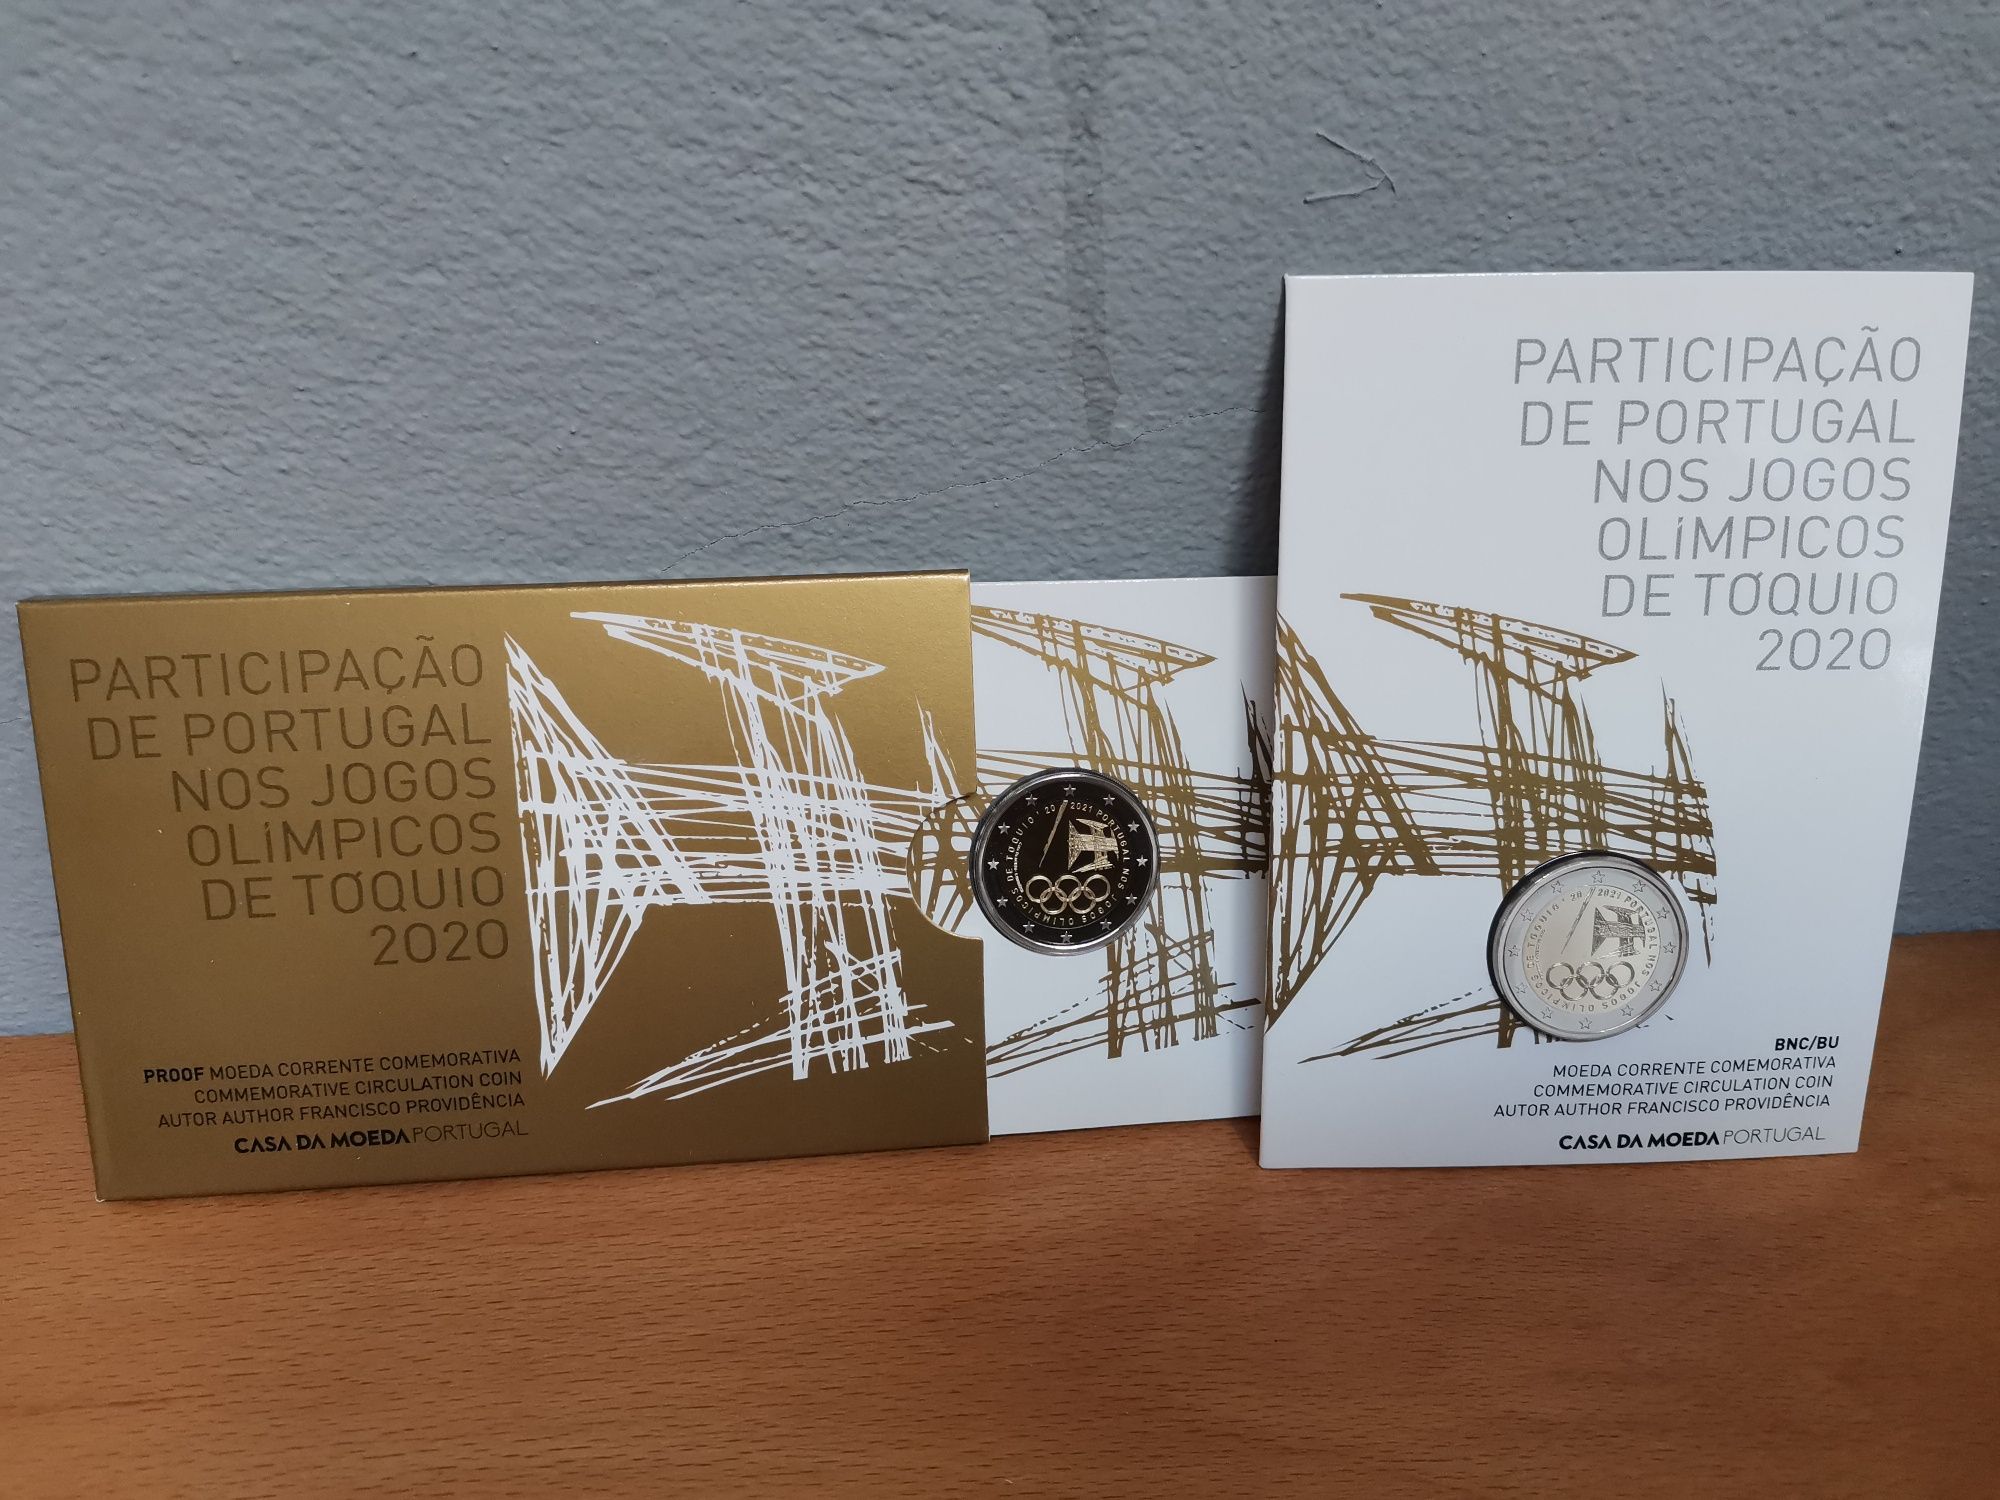 PARTICIPAÇÃO
DE PORTUGAL
NOS JOGOS
OLÍMPICOS
DE TÓQUIO
2020
PROOF MOEDA CORRENTE COMEMORATIVA
COMMEMORATIVE CIRCULATION COIN
AUTOR AUTHOR FRANCISCO PROVIDÊNCIA
CASA DA MOEDA PORTUGAL
2021 PORTUGAL NOS JOGOS OLÍMPICOS DE TÓQUIO · 20
PARTICIPAÇÃO
DE PORTUGAL
NOS JOGOS
OLÍMPICOS
DE TÓQUIO
2020
2021 PORTUGAL NOS JOGOS OLÍMPICOS DE TÓQUIO · 20
BNC/BU
MOEDA CORRENTE COMEMORATIVA
COMMEMORATIVE CIRCULATION COIN
AUTOR AUTHOR FRANCISCO PROVIDÊNCIA
CASA DA MOEDA PORTUGAL